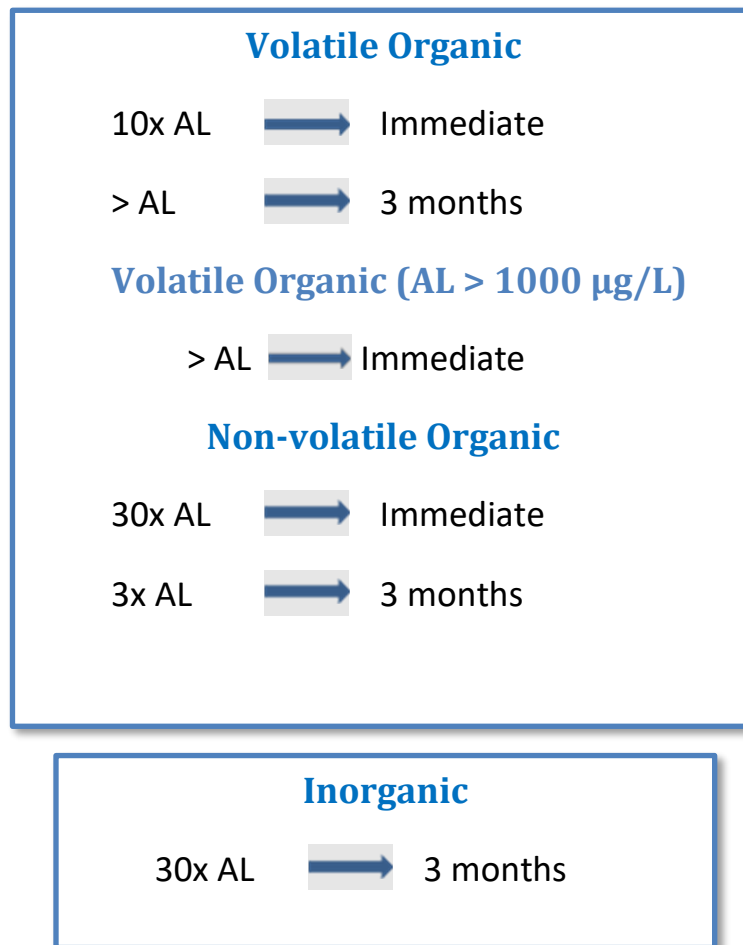 Volatile Organic
10x AL Immediate
> AL 3 months
Volatile Organic (AL > 1000 µg/L)
> AL Immediate
Non-volatile Organic
30x AL Immediate
3x AL 3 months
Inorganic
30x AL 3 months